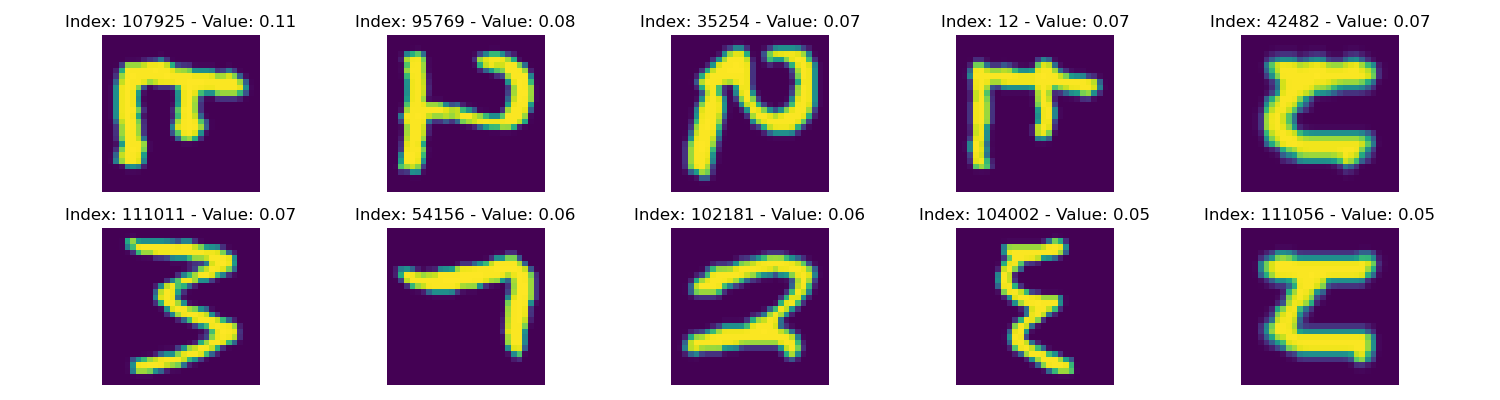 Index: 107925 - Value: 0.11 Index: 95769 - Value: 0.08 Index: 35254 - Value: 0.07 Index: 12 - Value: 0.07 Index: 42482 - Value: 0.07
Index: 111011 - Value: 0.07 Index: 54156 - Value: 0.06 Index: 102181 - Value: 0.06 Index: 104002 - Value: 0.05 Index: 111056 - Value: 0.05